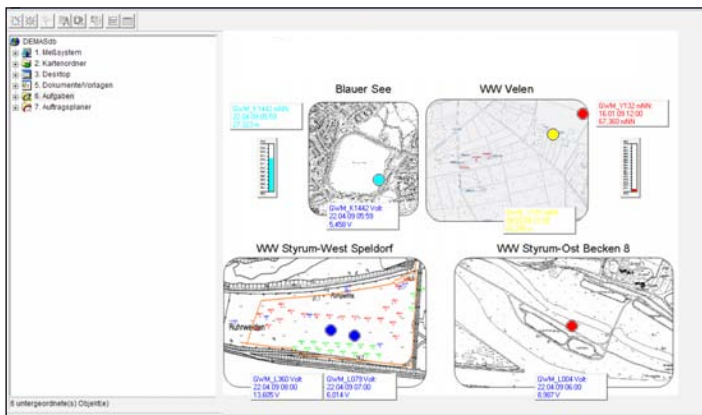 DEMASdb
1. Meßsystem
2. Kartenordner
3. Desktop
5. Dokumente/Vorlagen
6. Aufgaben
7. Auftragsplaner
6 untergeordnete(s) Objekt(e)
Blauer See
WW Velen
GWM_K1442 mNN
22.04.09 05:59
GWM_Y132 mNN
16.01.09 12:00
67,360 mNN
GWM_K1442 Volt
22.04.09 05:59
5,458 V
WW Styrum-West Speldorf
WW Styrum-Ost Becken 8
Ruhrweiden
GWM_L360 Volt
22.04.09 08:00
13,605 V
GWM_L079 Volt
22.04.09 07:00
6,014 V
GWM_L004 Volt
22.04.09 06:00
8,987 V